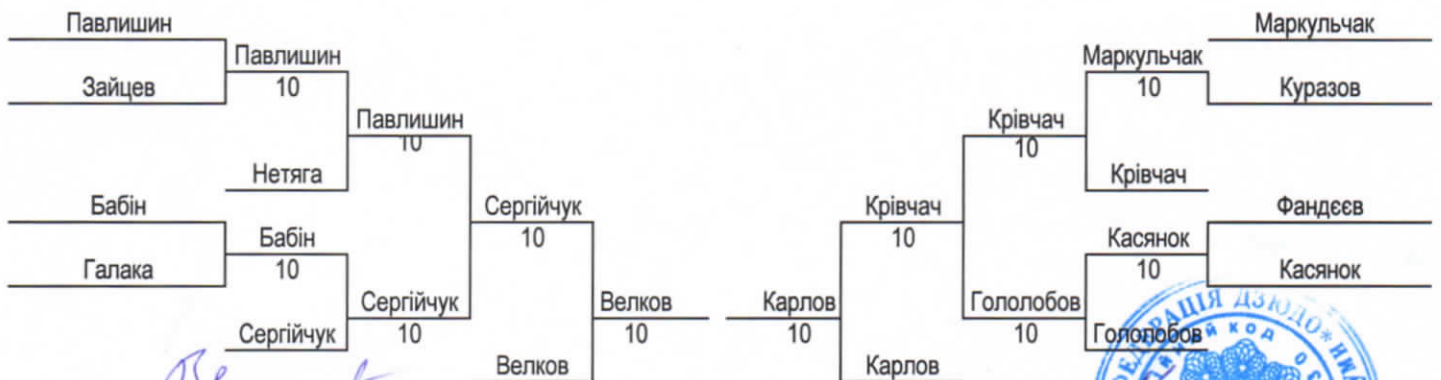 Павлишин
Маркульчак
Павлишин
Маркульчак
10
10
Зайцев
Куразов
Павлишин
Крівчач
10
10
Нетяга
Крівчач
Бабін
Сергійчук
Крівчач
Фандєєв
10
10
Бабін
Касянок
10
10
Галака
Касянок
Сергійчук
Велков
Карлов
Гололобов
10
10
10
10
Сергійчук
Гололобов
Велков
Карлов
ДЗЮДО*
код